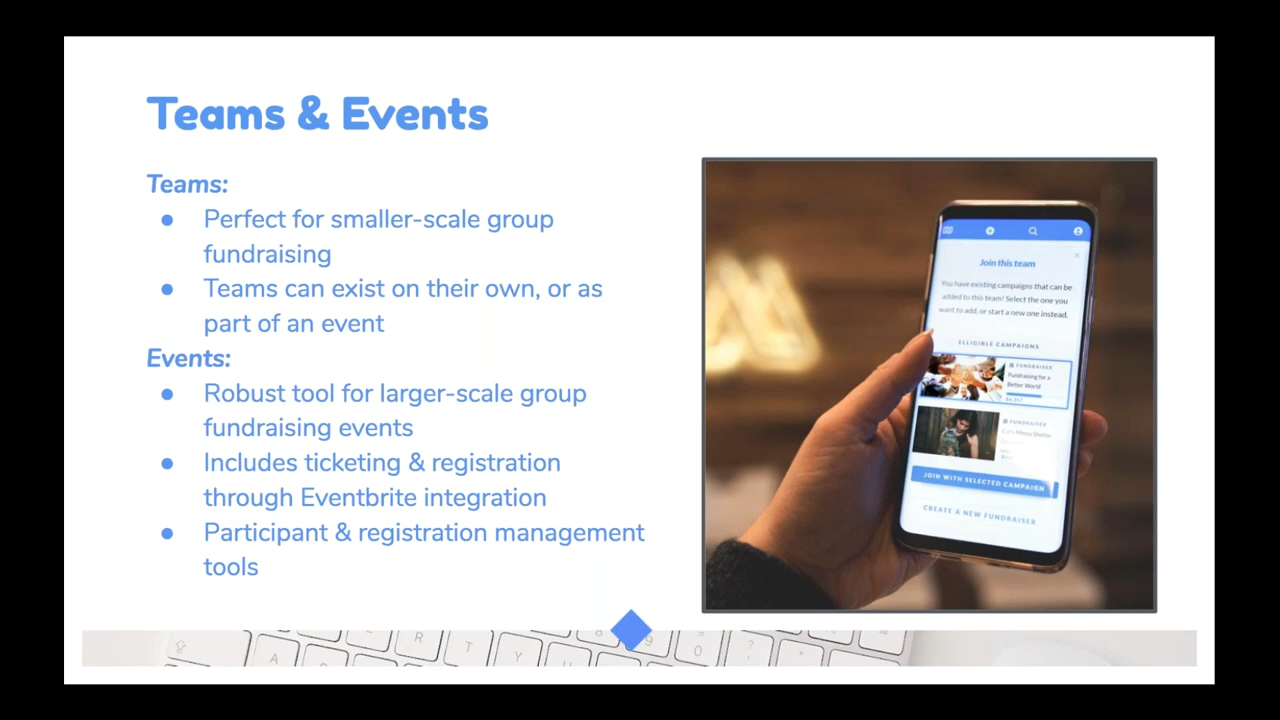 Teams & Events
Teams:
● Perfect for smaller-scale group
fundraising
● Teams can exist on their own, or as
part of an event
Events:
● Robust tool for larger-scale group
fundraising events
● Includes ticketing & registration
through Eventbrite integration
● Participant & registration management
tools
Join this team
You have existing campaigns that can be
added to this team! Select the one you
want to add, or start a new one instead.
ELLIGIBLE CAMPAIGNS
FUNDRAISER
Fundraising for a
Better World
FUNDRAISER
Meow Shelter
JOIN WITH SELECTED CAMPAIGN
CREATE A NEW FUNDRAISER
R
T
Y
A
9
0